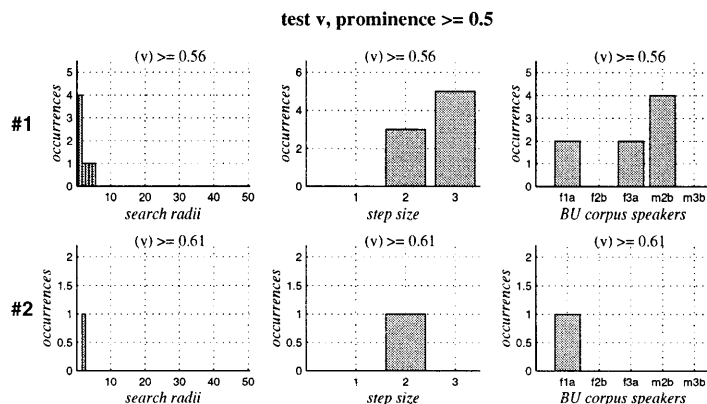 test v, prominence >= 0.5
#1
(v) >= 0.56
occurrences
5
4
3
2
1
0
10 20 30 40 50
search radii
(v) >= 0.56
occurrences
6
4
2
0
1 2 3
step size
(v) >= 0.56
occurrences
5
4
3
2
1
0
f1a f2b f3a m2b m3b
BU corpus speakers
#2
(v) >= 0.61
occurrences
2
1.5
1
0.5
0
10 20 30 40 50
search radii
(v) >= 0.61
occurrences
2
1.5
1
0.5
0
1 2 3
step size
(v) >= 0.61
occurrences
2
1.5
1
0.5
0
f1a f2b f3a m2b m3b
BU corpus speakers